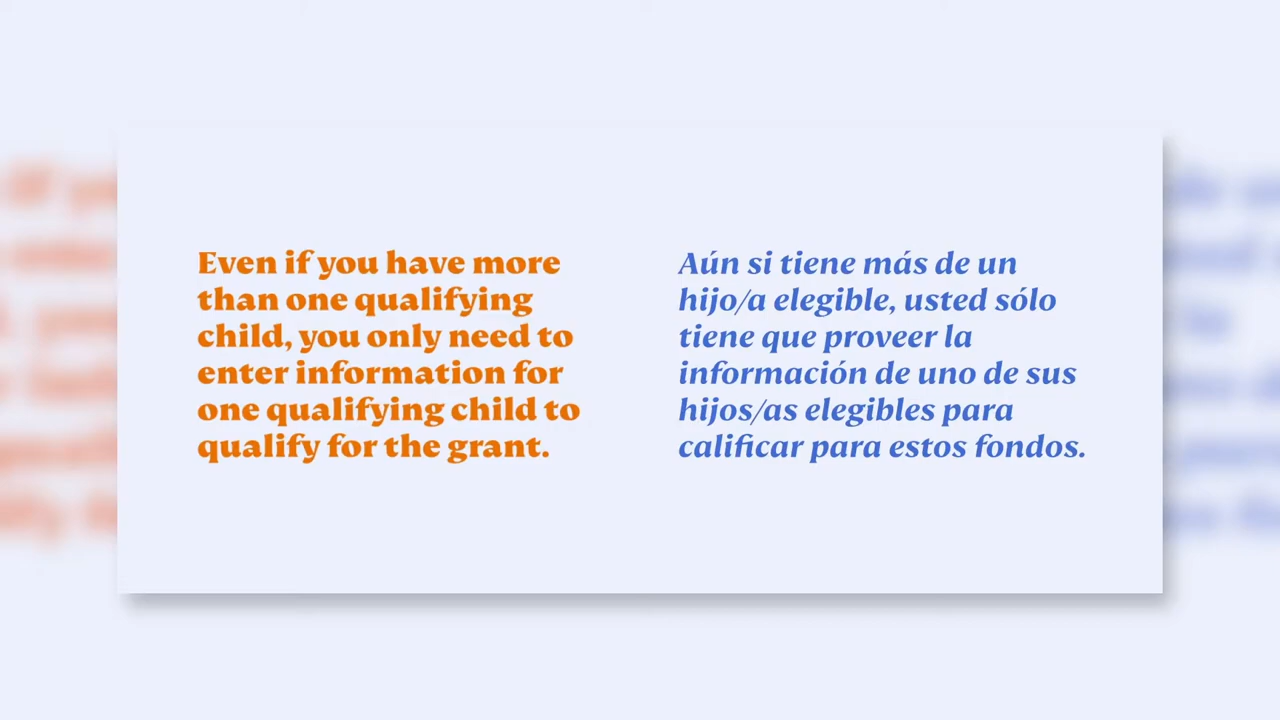 Even if you have more
than one qualifying
child, you only need to
enter information for
one qualifying child to
qualify for the grant.
Aún si tiene más de un
hijo/a elegible, usted sólo
tiene que proveer la
información de uno de sus
hijos/as elegibles para
calificar para estos fondos.